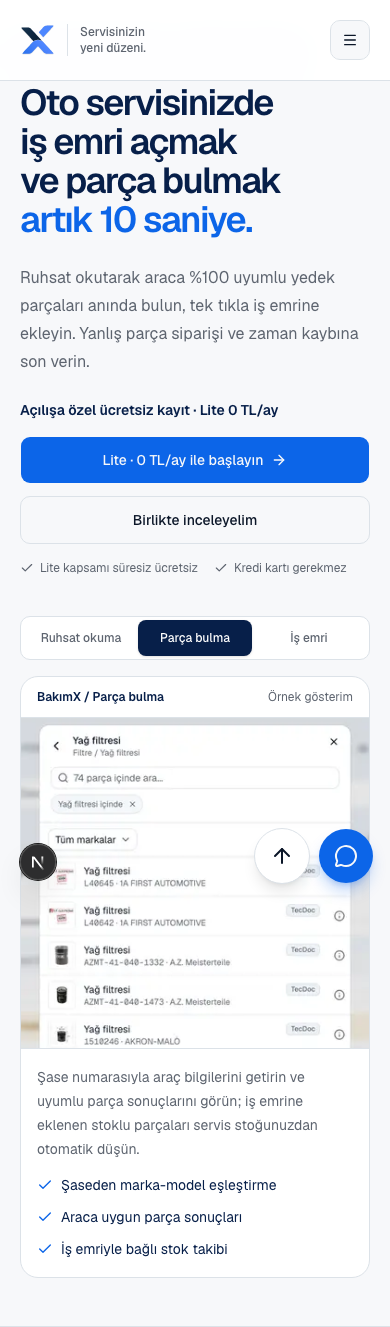 Servisinizin
yeni düzeni.
Oto servisinizde
iş emri açmak
ve parça bulmak
artık 10 saniye.
Ruhsat okutarak araca %100 uyumlu yedek
parçaları anında bulun, tek tıkla iş emrine
ekleyin. Yanlış parça siparişi ve zaman kaybına
son verin.
Açılışa özel ücretsiz kayıt · Lite 0 TL/ay
Lite · 0 TL/ay ile başlayın →
Birlikte inceleyelim
Lite kapsamı süresiz ücretsiz Kredi kartı gerekmez
Ruhsat okuma Parça bulma İş emri
BakımX / Parça bulma Örnek gösterim
Yağ filtresi
Filtre / Yağ filtresi
74 parça içinde ara...
Yağ filtresi içinde ×
Tüm markalar
Yağ filtresi TecDoc
L40645 · 1A FIRST AUTOMOTIVE
Yağ filtresi TecDoc
L40642 · 1A FIRST AUTOMOTIVE
Yağ filtresi TecDoc
AZMT-41-040-1332 · A.Z. Meisterteile
Yağ filtresi TecDoc
AZMT-41-040-1473 · A.Z. Meisterteile
Yağ filtresi TecDoc
1510246 · AKRON-MALÒ
N
Şase numarasıyla araç bilgilerini getirin ve
uyumlu parça sonuçlarını görün; iş emrine
eklenen stoklu parçaları servis stoğunuzdan
otomatik düşün.
Şaseden marka-model eşleştirme
Araca uygun parça sonuçları
İş emriyle bağlı stok takibi